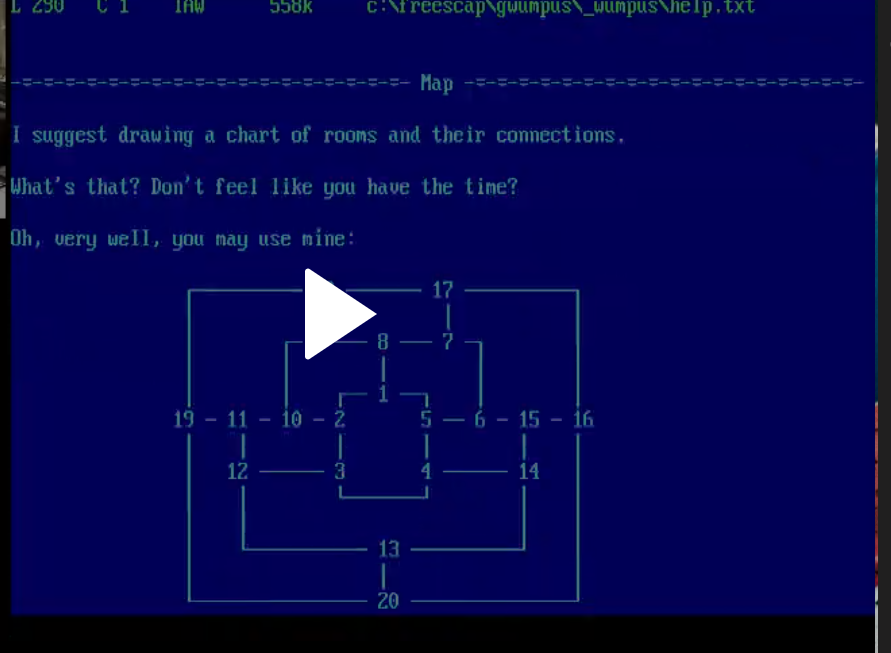 L 290 C 1 IAW 558k c:\freescap\gwumpus\_wumpus\help.txt
Map
I suggest drawing a chart of rooms and their connections.
What's that? Don't feel like you have the time?
Oh, very well, you may use mine:
17
8 7
1
19 - 11 - 10 - 2 5 - 6 - 15 - 16
12 3 4 14
13
20